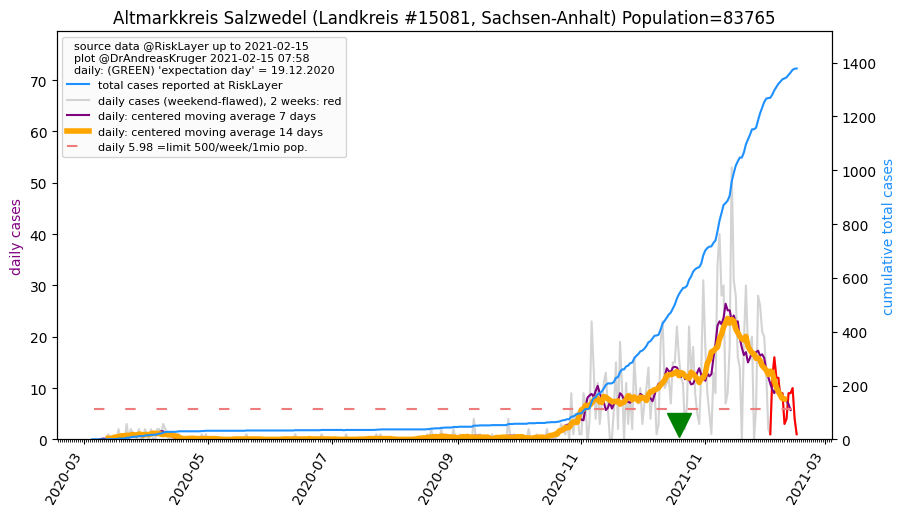 Altmarkkreis Salzwedel (Landkreis #15081, Sachsen-Anhalt) Population=83765
source data @RiskLayer up to 2021-02-15
plot @DrAndreasKruger 2021-02-15 07:58
daily: (GREEN) 'expectation day' = 19.12.2020
total cases reported at RiskLayer
daily cases (weekend-flawed), 2 weeks: red
daily: centered moving average 7 days
daily: centered moving average 14 days
daily 5.98 =limit 500/week/1mio pop.
daily cases
70
60
50
40
30
20
10
0
cumulative total cases
1400
1200
1000
800
600
400
200
0
2020-03
2020-05
2020-07
2020-09
2020-11
2021-01
2021-03